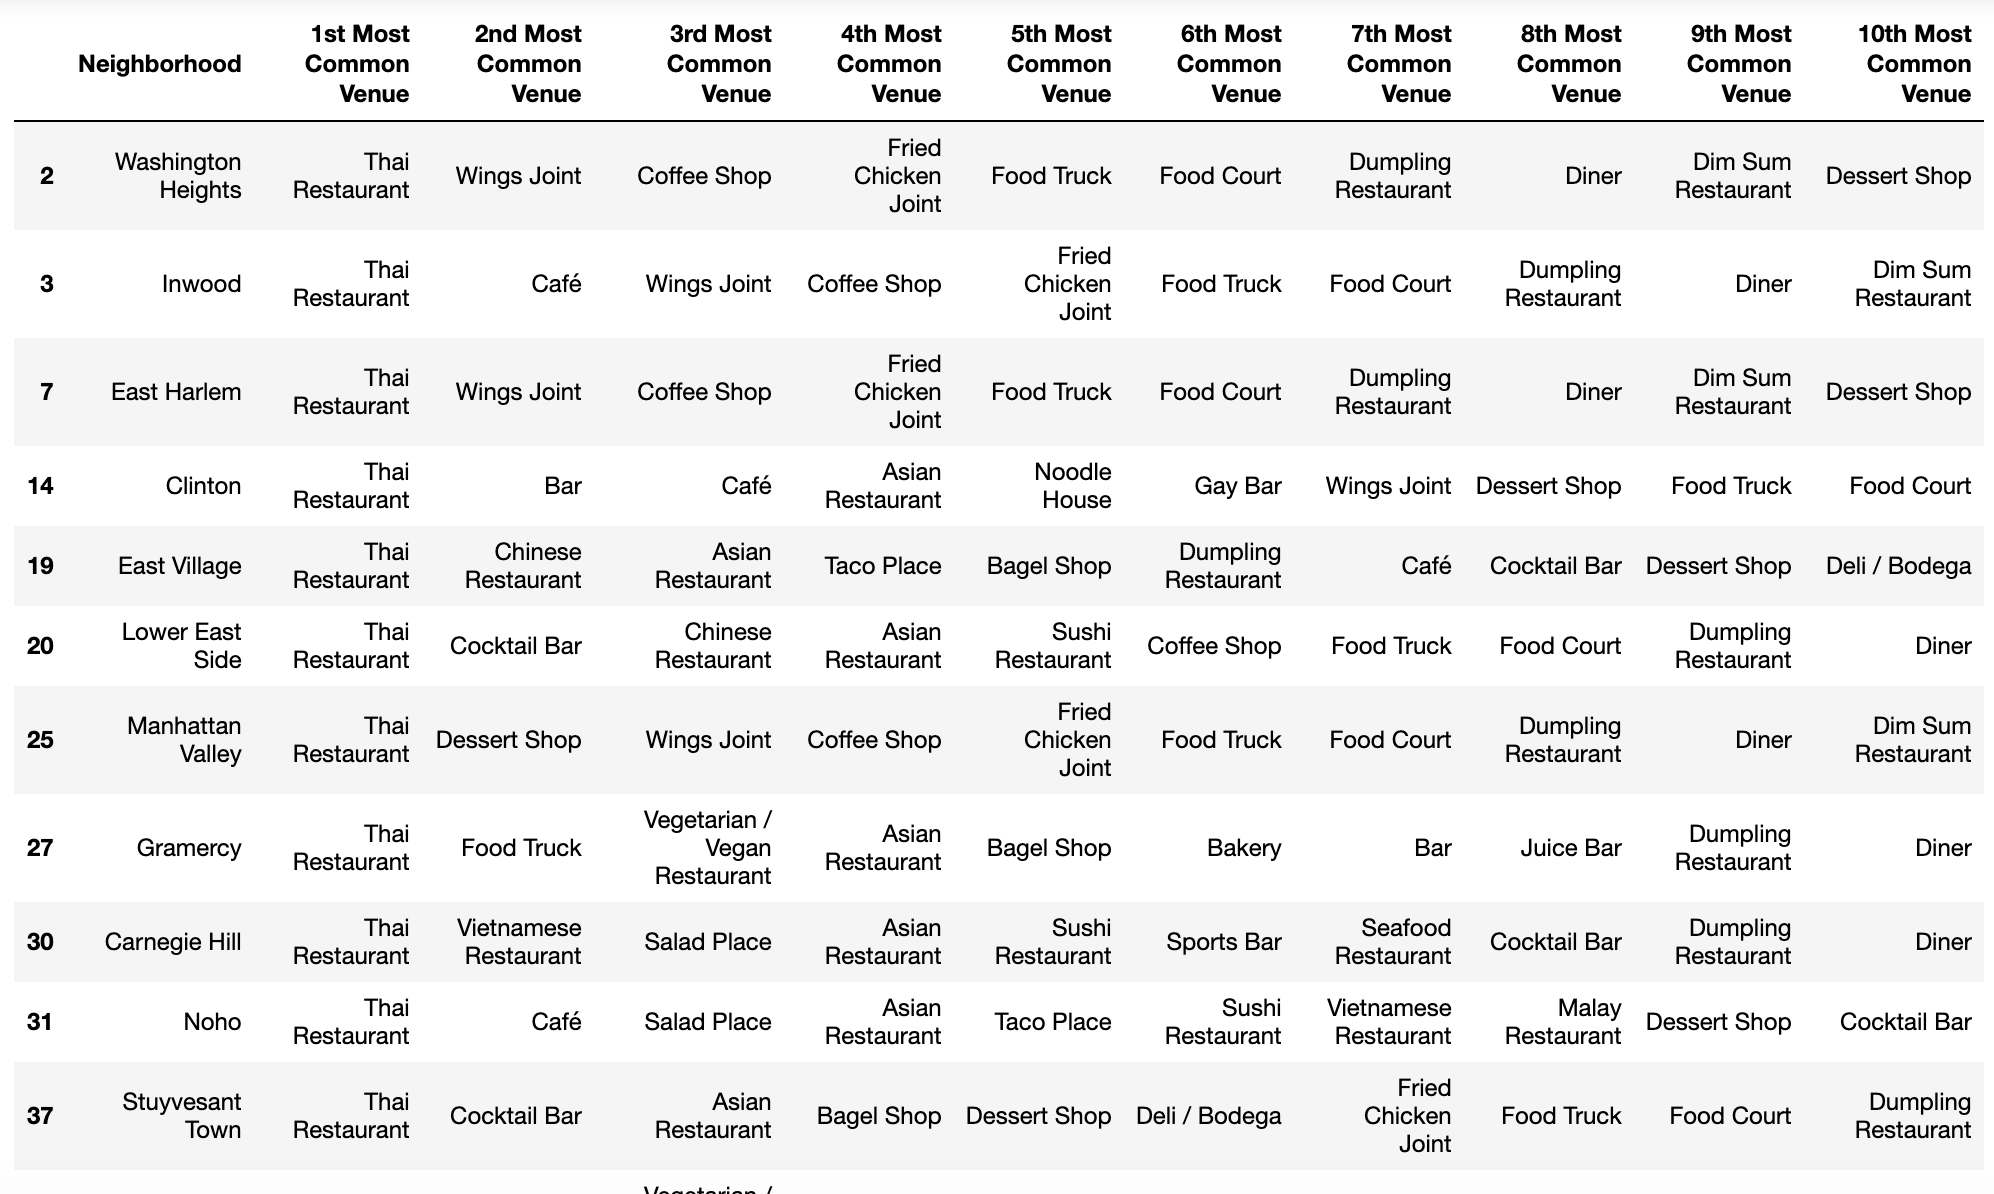 Neighborhood 1st Most Common Venue 2nd Most Common Venue 3rd Most Common Venue 4th Most Common Venue 5th Most Common Venue 6th Most Common Venue 7th Most Common Venue 8th Most Common Venue 9th Most Common Venue 10th Most Common Venue
2 Washington Heights Thai Restaurant Wings Joint Coffee Shop Fried Chicken Joint Food Truck Food Court Dumpling Restaurant Diner Dim Sum Restaurant Dessert Shop
3 Inwood Thai Restaurant Café Wings Joint Coffee Shop Fried Chicken Joint Food Truck Food Court Dumpling Restaurant Diner Dim Sum Restaurant
7 East Harlem Thai Restaurant Wings Joint Coffee Shop Fried Chicken Joint Food Truck Food Court Dumpling Restaurant Diner Dim Sum Restaurant Dessert Shop
14 Clinton Thai Restaurant Bar Café Asian Restaurant Noodle House Gay Bar Wings Joint Dessert Shop Food Truck Food Court
19 East Village Thai Restaurant Chinese Restaurant Asian Restaurant Taco Place Bagel Shop Dumpling Restaurant Café Cocktail Bar Dessert Shop Deli / Bodega
20 Lower East Side Thai Restaurant Cocktail Bar Chinese Restaurant Asian Restaurant Sushi Restaurant Coffee Shop Food Truck Food Court Dumpling Restaurant Diner
25 Manhattan Valley Thai Restaurant Dessert Shop Wings Joint Coffee Shop Fried Chicken Joint Food Truck Food Court Dumpling Restaurant Diner Dim Sum Restaurant
27 Gramercy Thai Restaurant Food Truck Vegetarian / Vegan Restaurant Asian Restaurant Bagel Shop Bakery Bar Juice Bar Dumpling Restaurant Diner
30 Carnegie Hill Thai Restaurant Vietnamese Restaurant Salad Place Asian Restaurant Sushi Restaurant Sports Bar Seafood Restaurant Cocktail Bar Dumpling Restaurant Diner
31 Noho Thai Restaurant Café Salad Place Asian Restaurant Taco Place Sushi Restaurant Vietnamese Restaurant Malay Restaurant Dessert Shop Cocktail Bar
37 Stuyvesant Town Thai Restaurant Cocktail Bar Asian Restaurant Bagel Shop Dessert Shop Deli / Bodega Fried Chicken Joint Food Truck Food Court Dumpling Restaurant
Vegetarian /